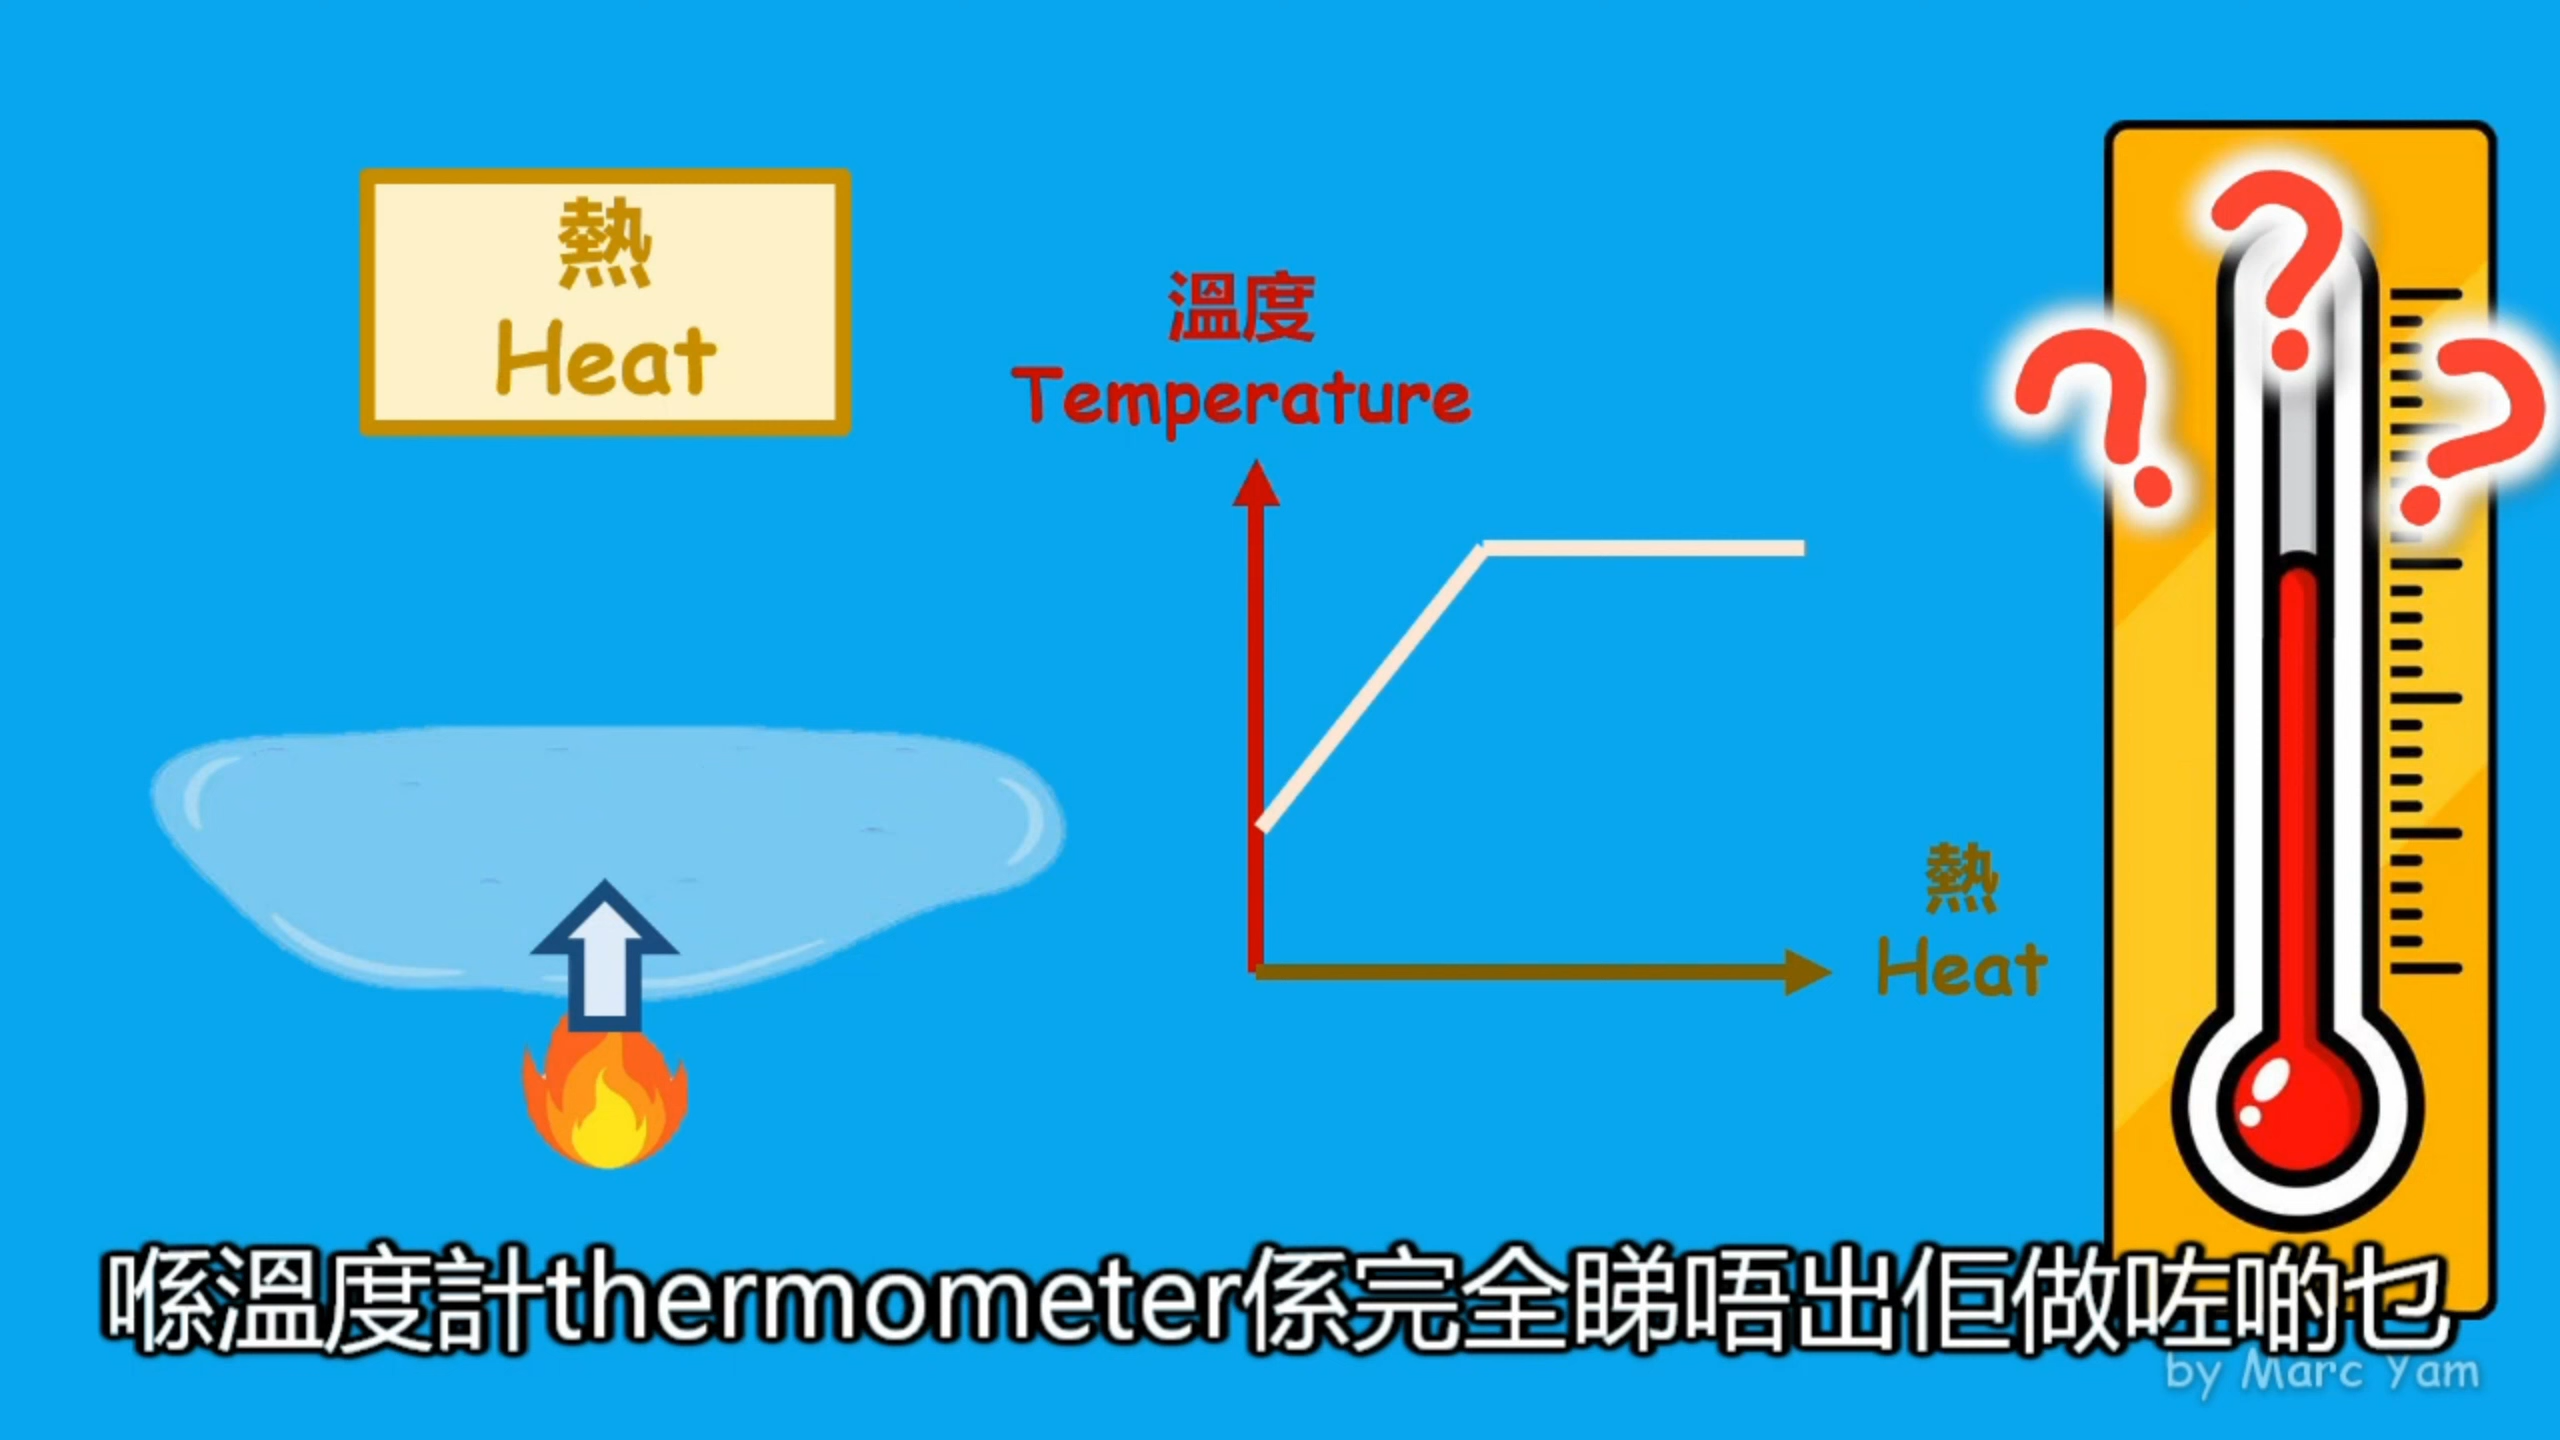 熱
Heat
溫度
Temperature
熱
Heat
喺溫度計thermometer係完全睇唔出佢做咗啲乜
by Marc Yam